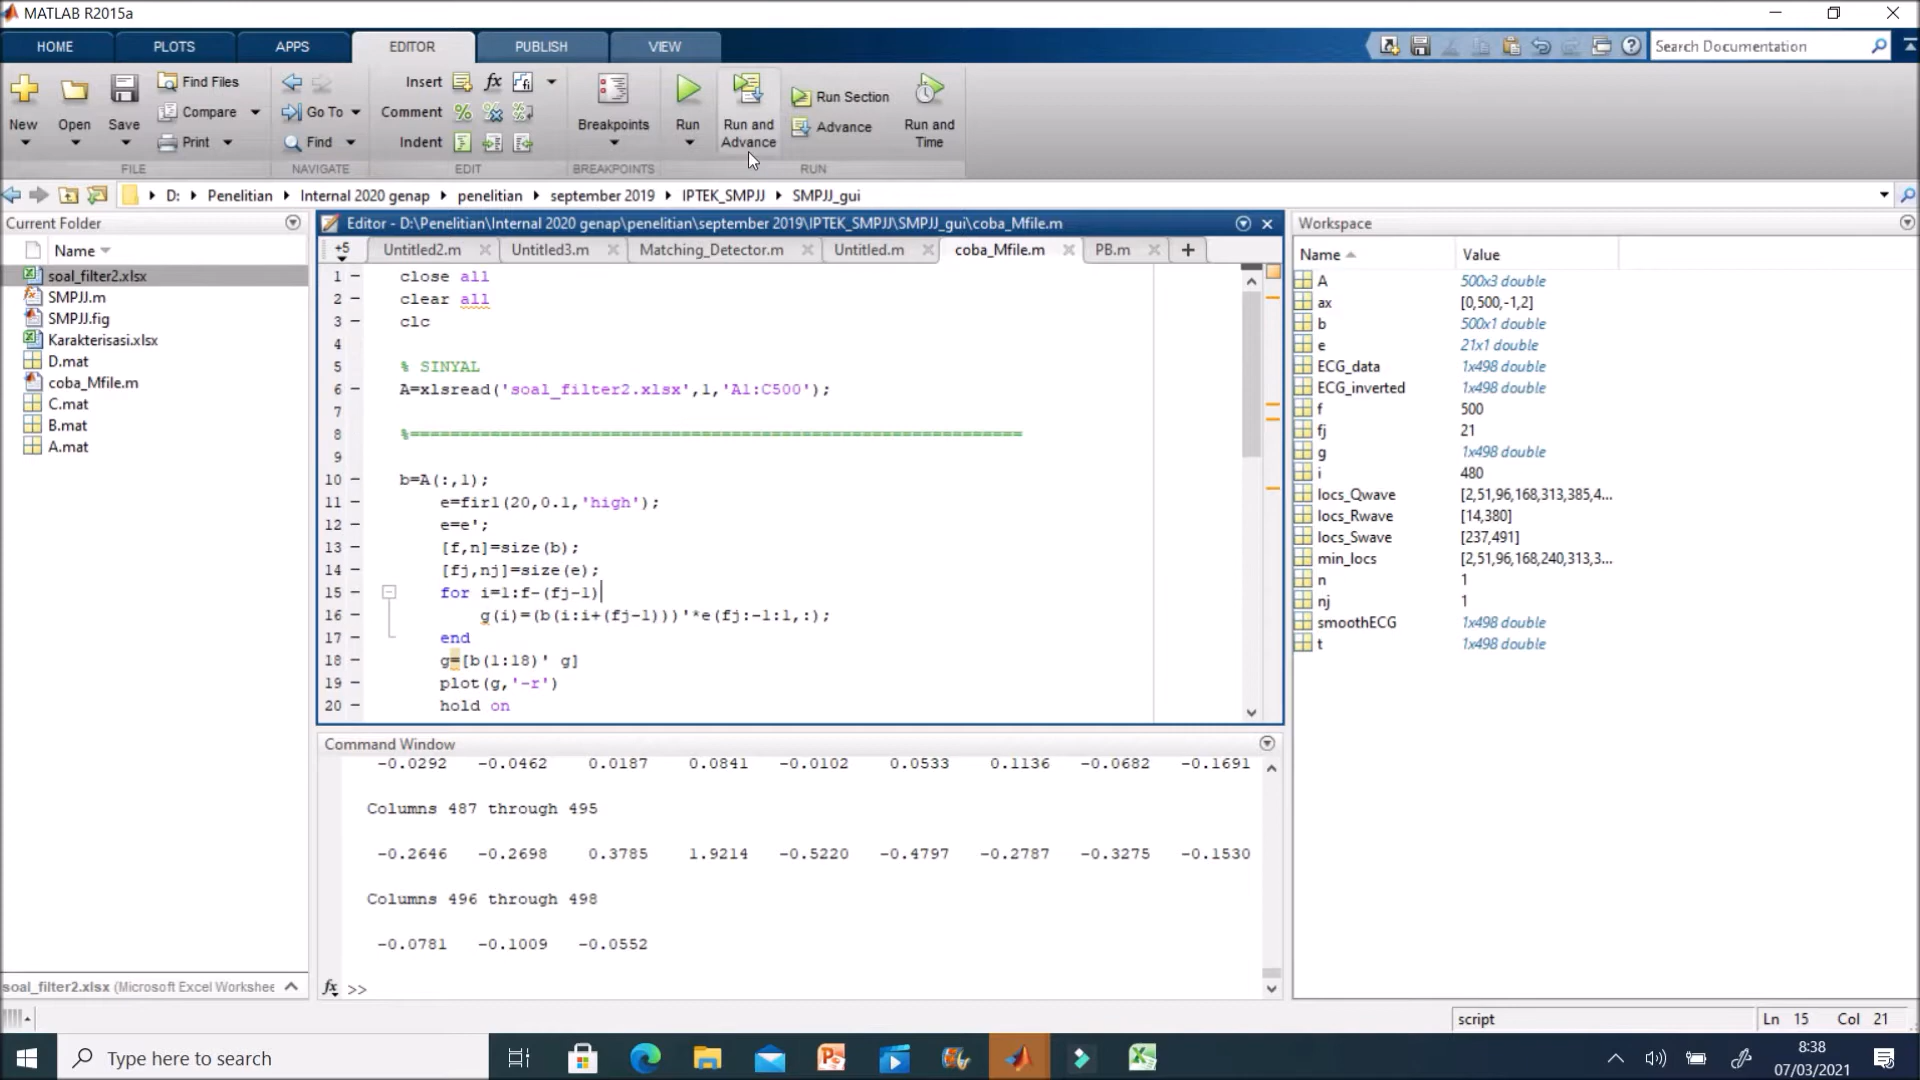 MATLAB R2015a
HOME PLOTS APPS EDITOR PUBLISH VIEW
Search Documentation
New Open Save Find Files Compare Print
FILE
Go To Find
NAVIGATE
Insert fx
Comment
Indent
EDIT
Breakpoints
BREAKPOINTS
Run Run and Advance Run Section Advance Run and Time
RUN
D: Penelitian Internal 2020 genap penelitian september 2019 IPTEK_SMPJJ SMPJJ_gui
Current Folder
Name
soal_filter2.xlsx
SMPJJ.m
SMPJJ.fig
Karakterisasi.xlsx
D.mat
coba_Mfile.m
C.mat
B.mat
A.mat
soal_filter2.xlsx (Microsoft Excel Workshee
Editor - D:\Penelitian\Internal 2020 genap\penelitian\september 2019\IPTEK_SMPJJ\SMPJJ_gui\coba_Mfile.m
+5 Untitled2.m Untitled3.m Matching_Detector.m Untitled.m coba_Mfile.m PB.m +
1 – close all
2 – clear all
3 – clc
4
5 % SINYAL
6 – A=xlsread('soal_filter2.xlsx',1,'A1:C500');
7
8 %=============================================================
9
10 – b=A(:,1);
11 – e=fir1(20,0.1,'high');
12 – e=e';
13 – [f,n]=size(b);
14 – [fj,nj]=size(e);
15 – for i=1:f-(fj-1)
16 – g(i)=(b(i:i+(fj-1)))'*e(fj:-1:1,:);
17 – end
18 – g=[b(1:18)' g]
19 – plot(g,'-r')
20 – hold on
Command Window
-0.0292 -0.0462 0.0187 0.0841 -0.0102 0.0533 0.1136 -0.0682 -0.1691
Columns 487 through 495
-0.2646 -0.2698 0.3785 1.9214 -0.5220 -0.4797 -0.2787 -0.3275 -0.1530
Columns 496 through 498
-0.0781 -0.1009 -0.0552
fx >>
Workspace
Name Value
A 500x3 double
ax [0,500,-1,2]
b 500x1 double
e 21x1 double
ECG_data 1x498 double
ECG_inverted 1x498 double
f 500
fj 21
g 1x498 double
i 480
locs_Qwave [2,51,96,168,313,385,4...
locs_Rwave [14,380]
locs_Swave [237,491]
min_locs [2,51,96,168,240,313,3...
n 1
nj 1
smoothECG 1x498 double
t 1x498 double
script Ln 15 Col 21
Type here to search
8:38
07/03/2021